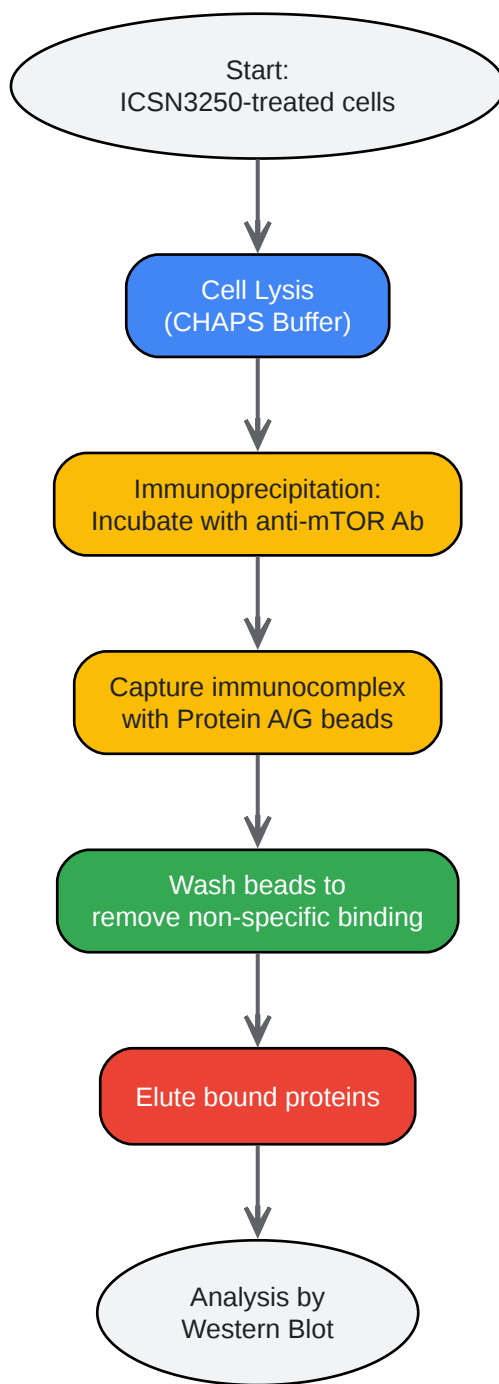 Start:
ICSN3250-treated cells
Cell Lysis
(CHAPS Buffer)
Immunoprecipitation:
Incubate with anti-mTOR Ab
Capture immunocomplex
with Protein A/G beads
Wash beads to
remove non-specific binding
Elute bound proteins
Analysis by
Western Blot